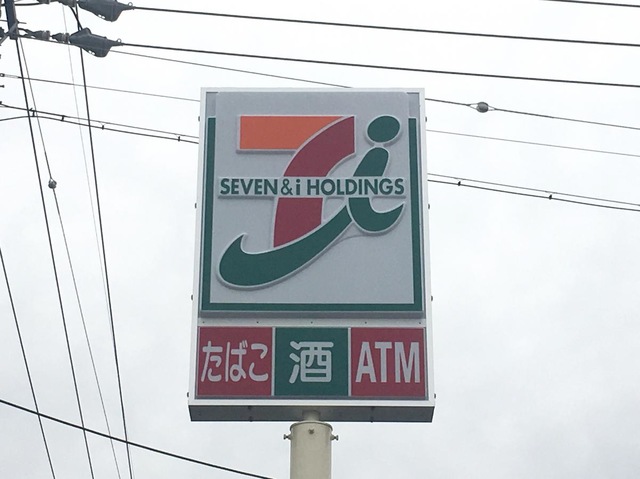 SEVEN&i HOLDINGS
たばこ 酒 ATM